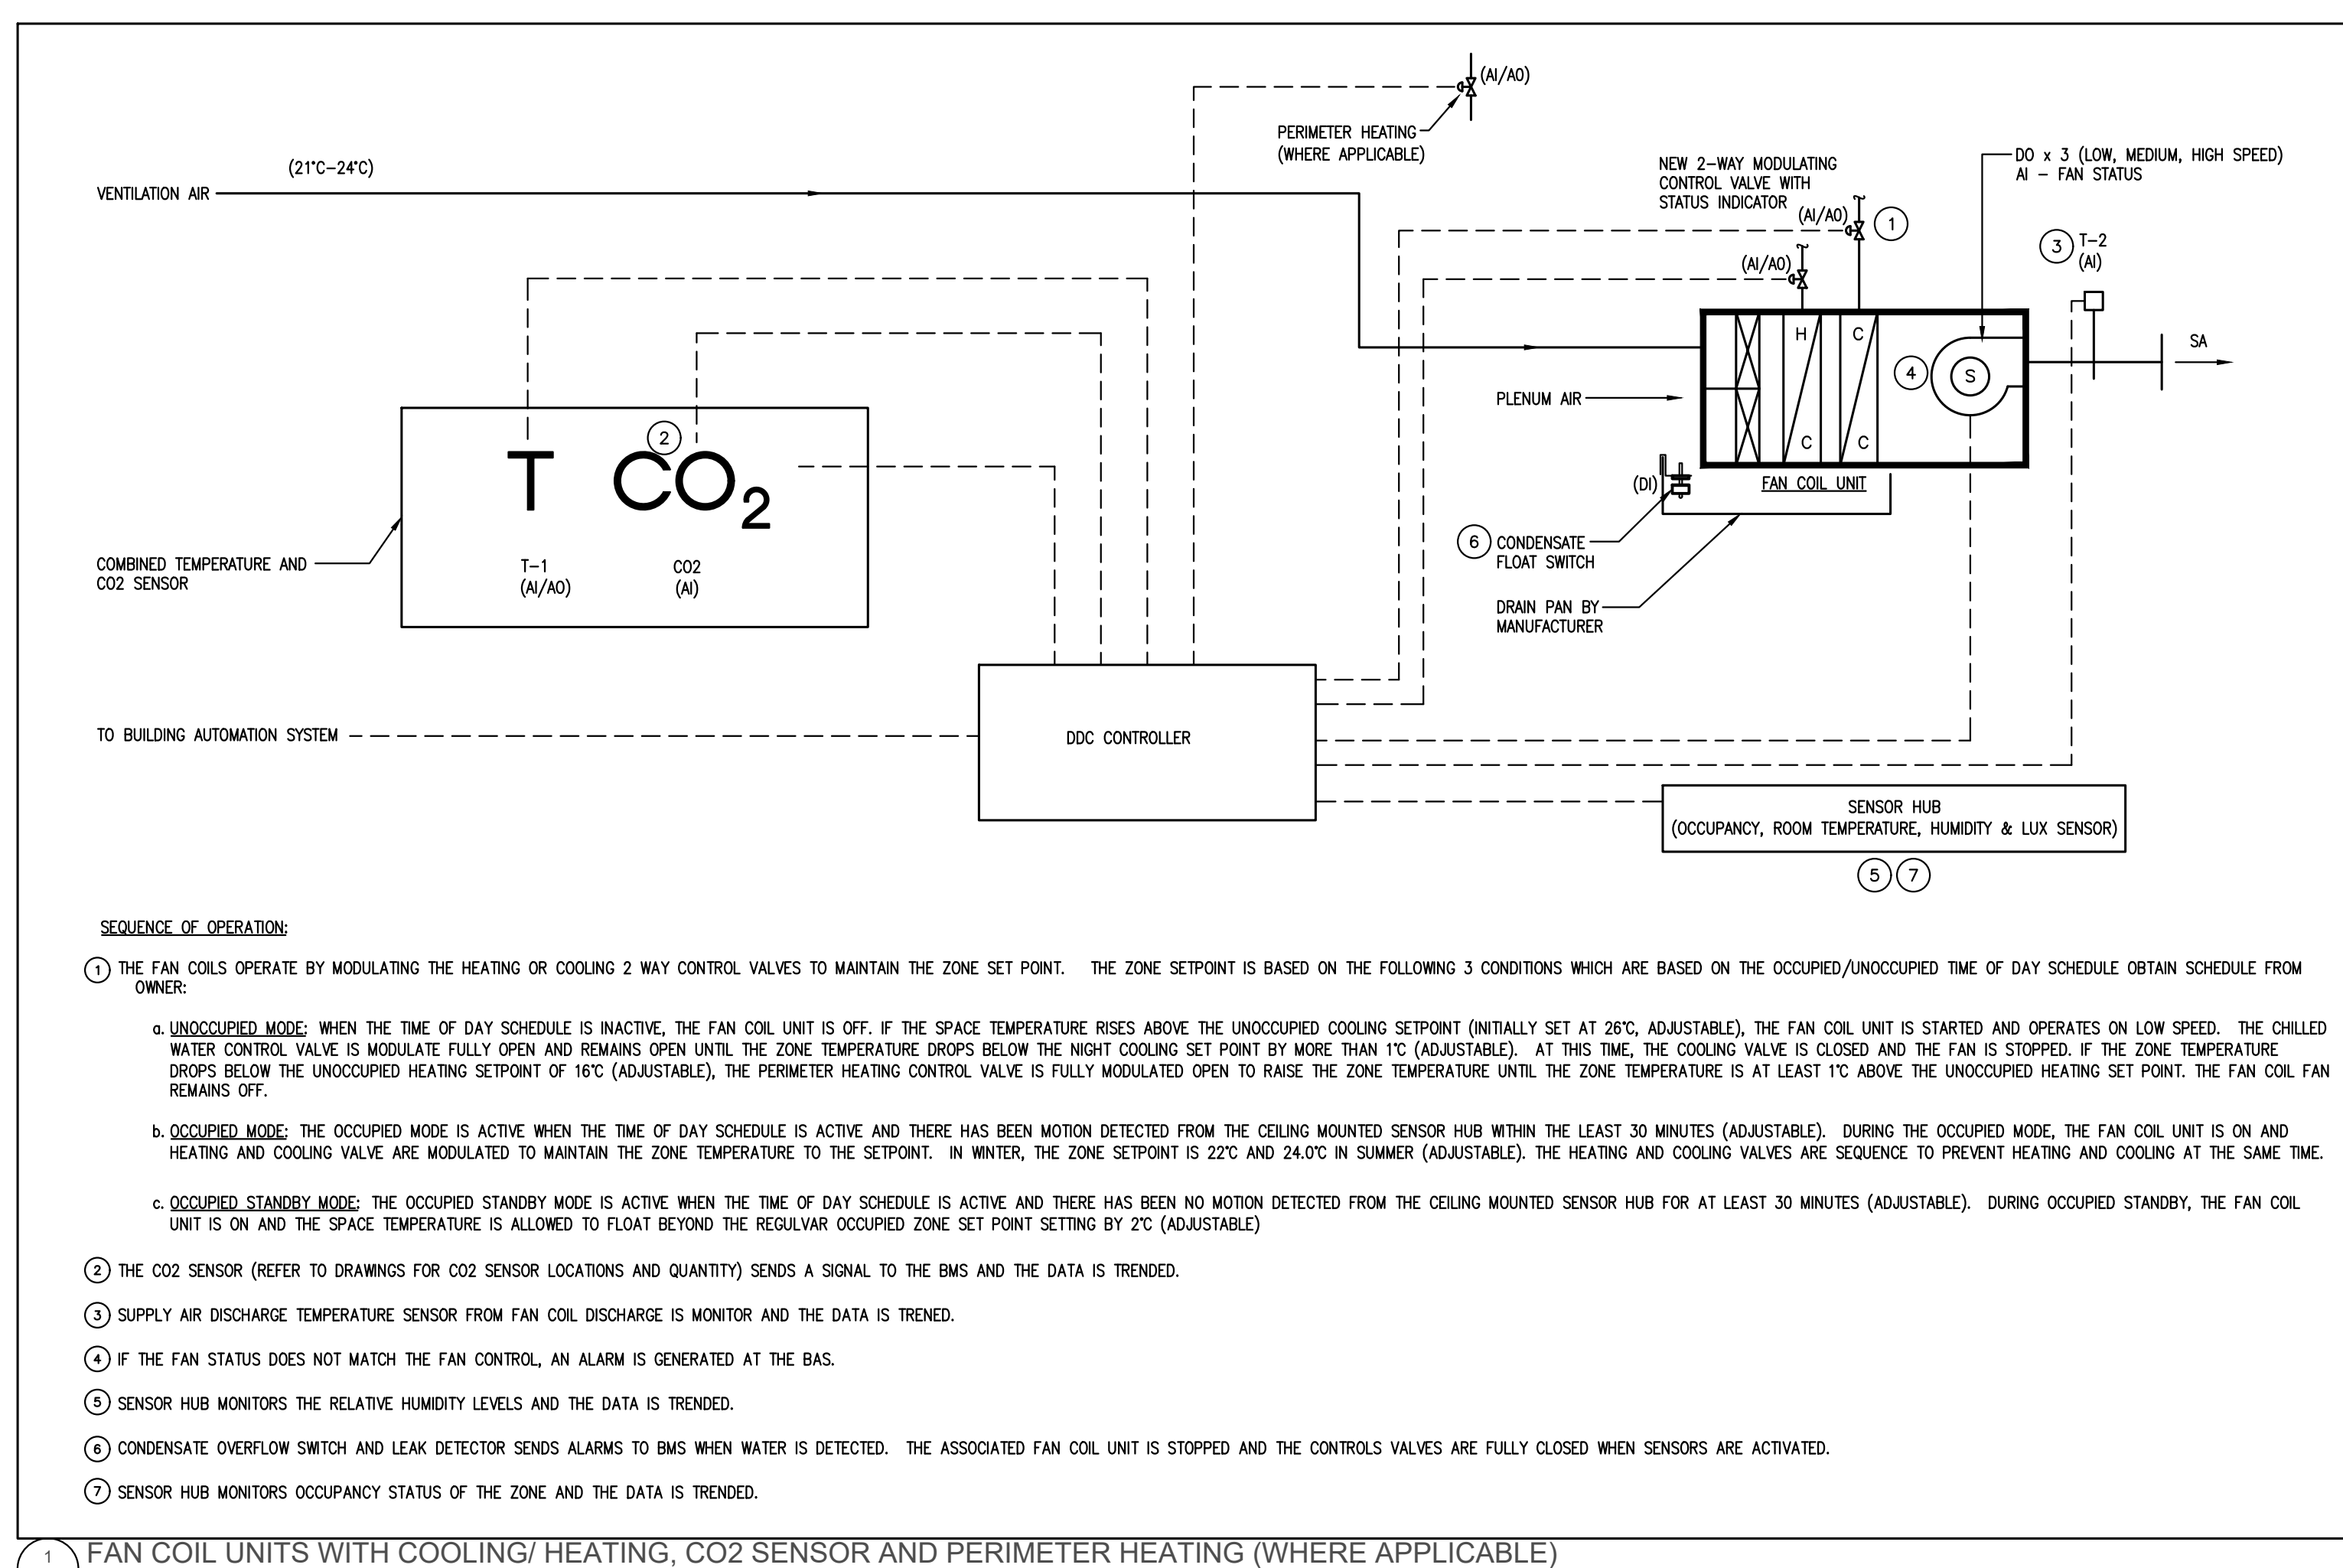 (AI/AO)
PERIMETER HEATING
(WHERE APPLICABLE)
(21°C-24°C)
VENTILATION AIR
NEW 2-WAY MODULATING
CONTROL VALVE WITH
STATUS INDICATOR
(AI/AO)
1
(AI/AO)
DO x 3 (LOW, MEDIUM, HIGH SPEED)
AI - FAN STATUS
3
T-2
(AI)
SA
H
C
C
C
4
S
PLENUM AIR
FAN COIL UNIT
(DI)
6
CONDENSATE
FLOAT SWITCH
DRAIN PAN BY
MANUFACTURER
2
T
CO2
T-1
(AI/AO)
CO2
(AI)
COMBINED TEMPERATURE AND
CO2 SENSOR
TO BUILDING AUTOMATION SYSTEM
DDC CONTROLLER
SENSOR HUB
(OCCUPANCY, ROOM TEMPERATURE, HUMIDITY & LUX SENSOR)
5
7
SEQUENCE OF OPERATION:
1 THE FAN COILS OPERATE BY MODULATING THE HEATING OR COOLING 2 WAY CONTROL VALVES TO MAINTAIN THE ZONE SET POINT. THE ZONE SETPOINT IS BASED ON THE FOLLOWING 3 CONDITIONS WHICH ARE BASED ON THE OCCUPIED/UNOCCUPIED TIME OF DAY SCHEDULE OBTAIN SCHEDULE FROM
OWNER:
a. UNOCCUPIED MODE: WHEN THE TIME OF DAY SCHEDULE IS INACTIVE, THE FAN COIL UNIT IS OFF. IF THE SPACE TEMPERATURE RISES ABOVE THE UNOCCUPIED COOLING SETPOINT (INITIALLY SET AT 26°C, ADJUSTABLE), THE FAN COIL UNIT IS STARTED AND OPERATES ON LOW SPEED. THE CHILLED
WATER CONTROL VALVE IS MODULATE FULLY OPEN AND REMAINS OPEN UNTIL THE ZONE TEMPERATURE DROPS BELOW THE NIGHT COOLING SET POINT BY MORE THAN 1°C (ADJUSTABLE). AT THIS TIME, THE COOLING VALVE IS CLOSED AND THE FAN IS STOPPED. IF THE ZONE TEMPERATURE
DROPS BELOW THE UNOCCUPIED HEATING SETPOINT OF 16°C (ADJUSTABLE), THE PERIMETER HEATING CONTROL VALVE IS FULLY MODULATED OPEN TO RAISE THE ZONE TEMPERATURE UNTIL THE ZONE TEMPERATURE IS AT LEAST 1°C ABOVE THE UNOCCUPIED HEATING SET POINT. THE FAN COIL FAN
REMAINS OFF.
b. OCCUPIED MODE: THE OCCUPIED MODE IS ACTIVE WHEN THE TIME OF DAY SCHEDULE IS ACTIVE AND THERE HAS BEEN MOTION DETECTED FROM THE CEILING MOUNTED SENSOR HUB WITHIN THE LEAST 30 MINUTES (ADJUSTABLE). DURING THE OCCUPIED MODE, THE FAN COIL UNIT IS ON AND
HEATING AND COOLING VALVE ARE MODULATED TO MAINTAIN THE ZONE TEMPERATURE TO THE SETPOINT. IN WINTER, THE ZONE SETPOINT IS 22°C AND 24.0°C IN SUMMER (ADJUSTABLE). THE HEATING AND COOLING VALVES ARE SEQUENCE TO PREVENT HEATING AND COOLING AT THE SAME TIME.
c. OCCUPIED STANDBY MODE: THE OCCUPIED STANDBY MODE IS ACTIVE WHEN THE TIME OF DAY SCHEDULE IS ACTIVE AND THERE HAS BEEN NO MOTION DETECTED FROM THE CEILING MOUNTED SENSOR HUB FOR AT LEAST 30 MINUTES (ADJUSTABLE). DURING OCCUPIED STANDBY, THE FAN COIL
UNIT IS ON AND THE SPACE TEMPERATURE IS ALLOWED TO FLOAT BEYOND THE REGULVAR OCCUPIED ZONE SET POINT SETTING BY 2°C (ADJUSTABLE)
2 THE CO2 SENSOR (REFER TO DRAWINGS FOR CO2 SENSOR LOCATIONS AND QUANTITY) SENDS A SIGNAL TO THE BMS AND THE DATA IS TRENDED.
3 SUPPLY AIR DISCHARGE TEMPERATURE SENSOR FROM FAN COIL DISCHARGE IS MONITOR AND THE DATA IS TRENED.
4 IF THE FAN STATUS DOES NOT MATCH THE FAN CONTROL, AN ALARM IS GENERATED AT THE BAS.
5 SENSOR HUB MONITORS THE RELATIVE HUMIDITY LEVELS AND THE DATA IS TRENDED.
6 CONDENSATE OVERFLOW SWITCH AND LEAK DETECTOR SENDS ALARMS TO BMS WHEN WATER IS DETECTED. THE ASSOCIATED FAN COIL UNIT IS STOPPED AND THE CONTROLS VALVES ARE FULLY CLOSED WHEN SENSORS ARE ACTIVATED.
7 SENSOR HUB MONITORS OCCUPANCY STATUS OF THE ZONE AND THE DATA IS TRENDED.
1 FAN COIL UNITS WITH COOLING/ HEATING, CO2 SENSOR AND PERIMETER HEATING (WHERE APPLICABLE)